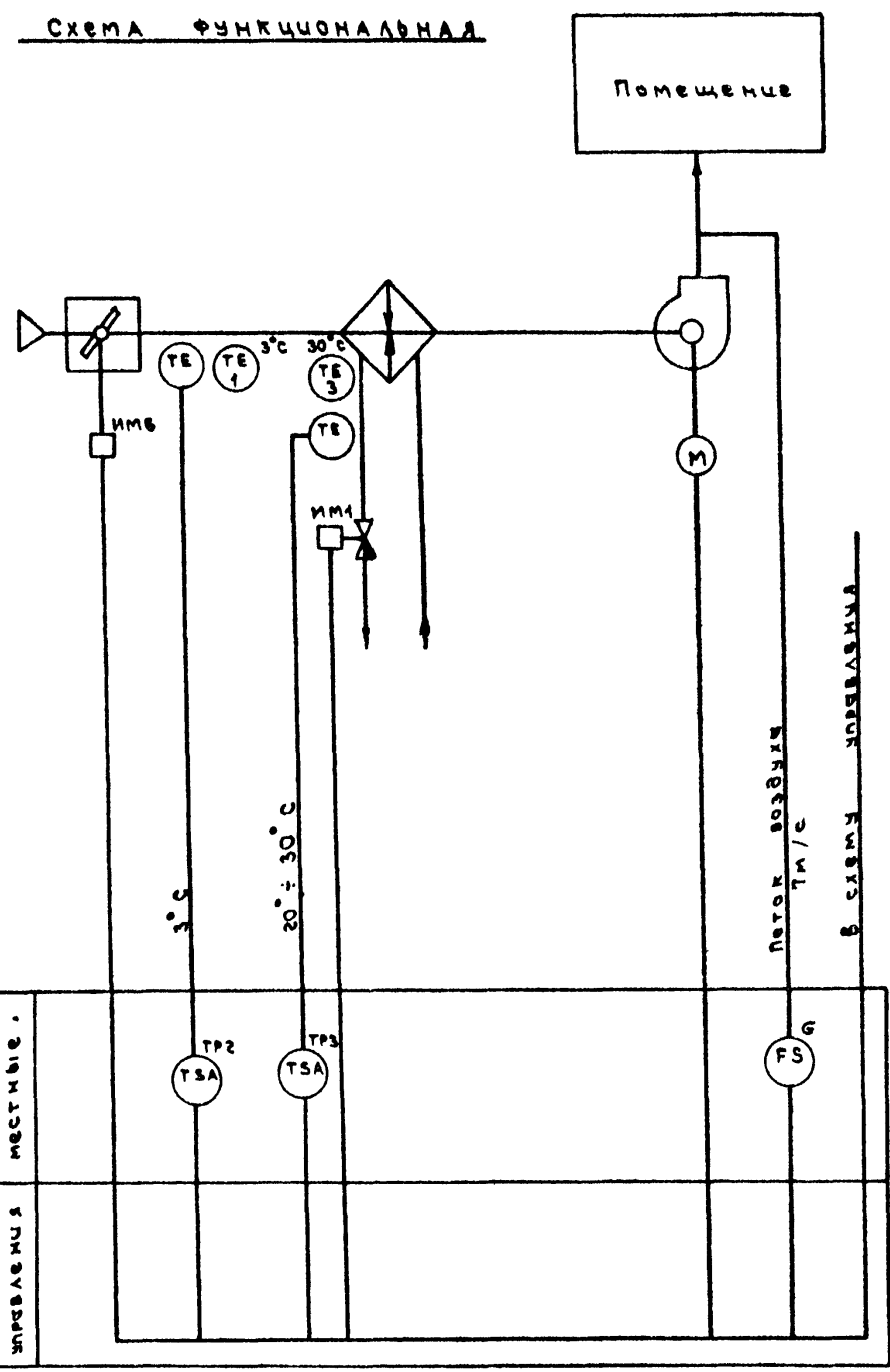 Схема функциональная
Помещение
TE
TE
1
3°C
30°C
TE
3
TE
ИМ6
ИМ1
М
3°C
20° ÷ 30°C
Поток воздуха
7м/с
в схему управления
местные.
TP2
TSA
TP3
TSA
G
FS
управления